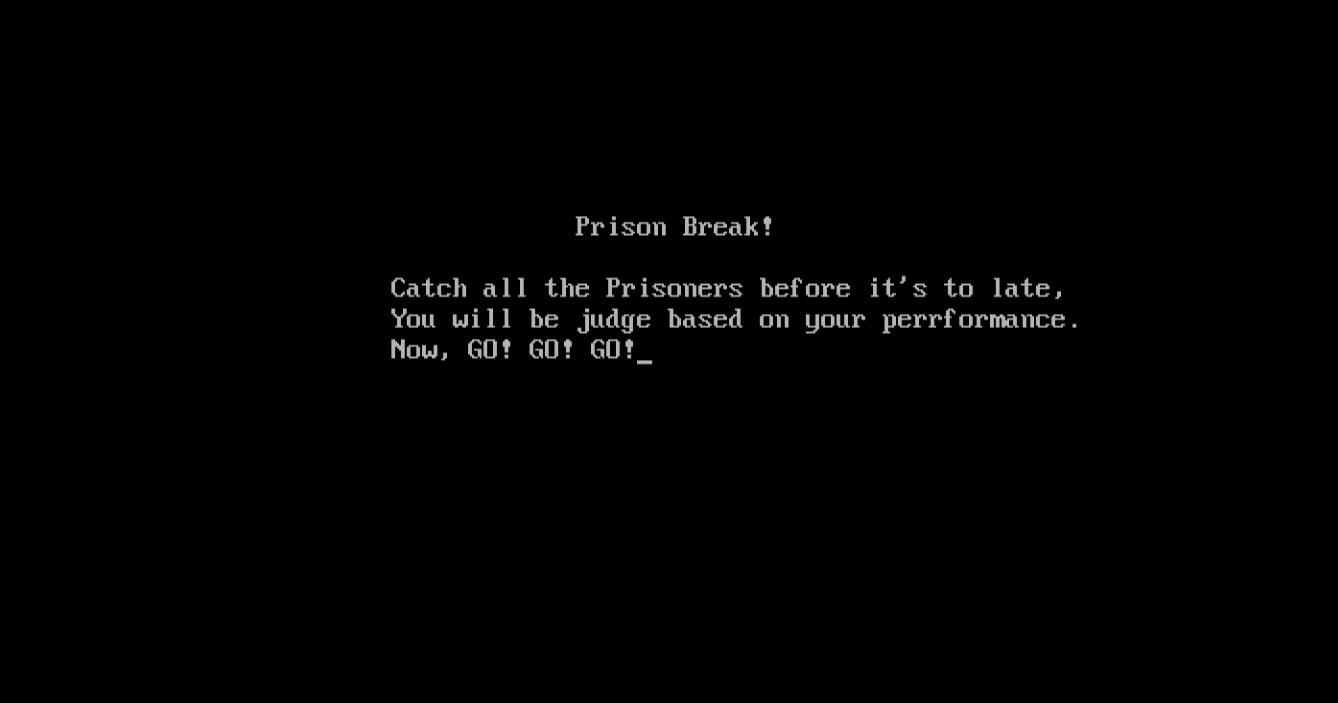 Prison Break!
Catch all the Prisoners before it's to late,
You will be judge based on your perrformance.
Now, GO! GO! GO!_